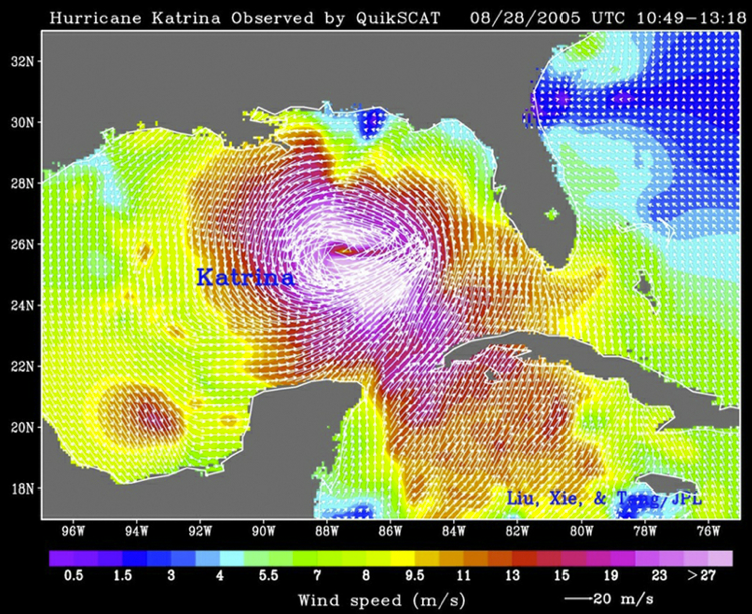 Hurricane Katrina Observed by QuikSCAT 08/28/2005 UTC 10:49-13:18
32N
30N
28N
26N
Katrina
24N
22N
20N
18N
Liu, Xie, & Tang/JPL
96W 94W 92W 90W 88W 86W 84W 82W 80W 78W 76W
0.5 1.5 3 4 5.5 7 8 9.5 11 13 15 19 23 >27
Wind speed (m/s) 20 m/s